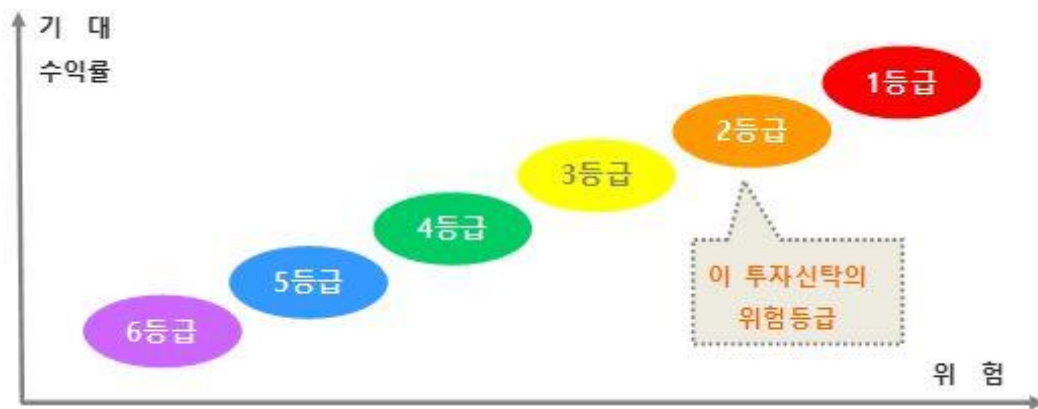 기 대
수익률
1등급
2등급
3등급
4등급
5등급
6등급
이 투자신탁의
위험등급
위 험